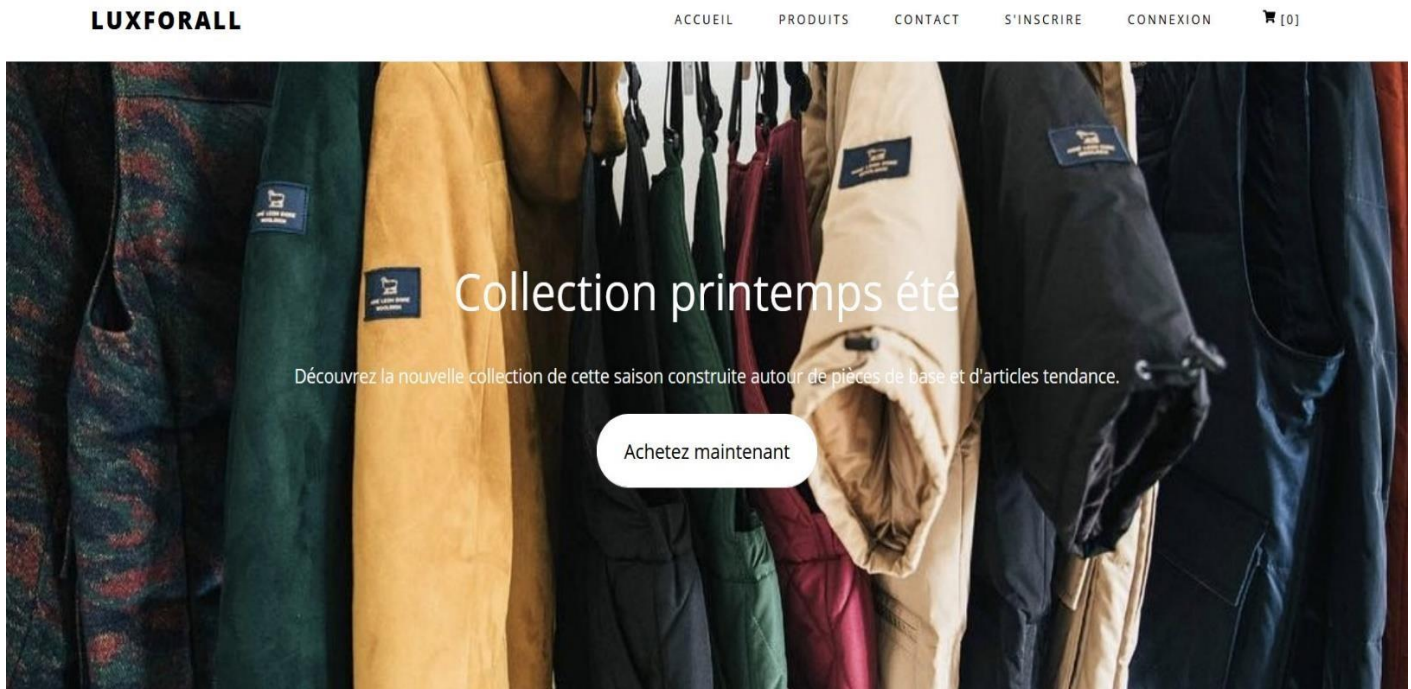 LUXFORALL
ACCUEIL PRODUITS CONTACT S'INSCRIRE CONNEXION [0]
Collection printemps été
Découvrez la nouvelle collection de cette saison construite autour de pièces de base et d'articles tendance.
Achetez maintenant